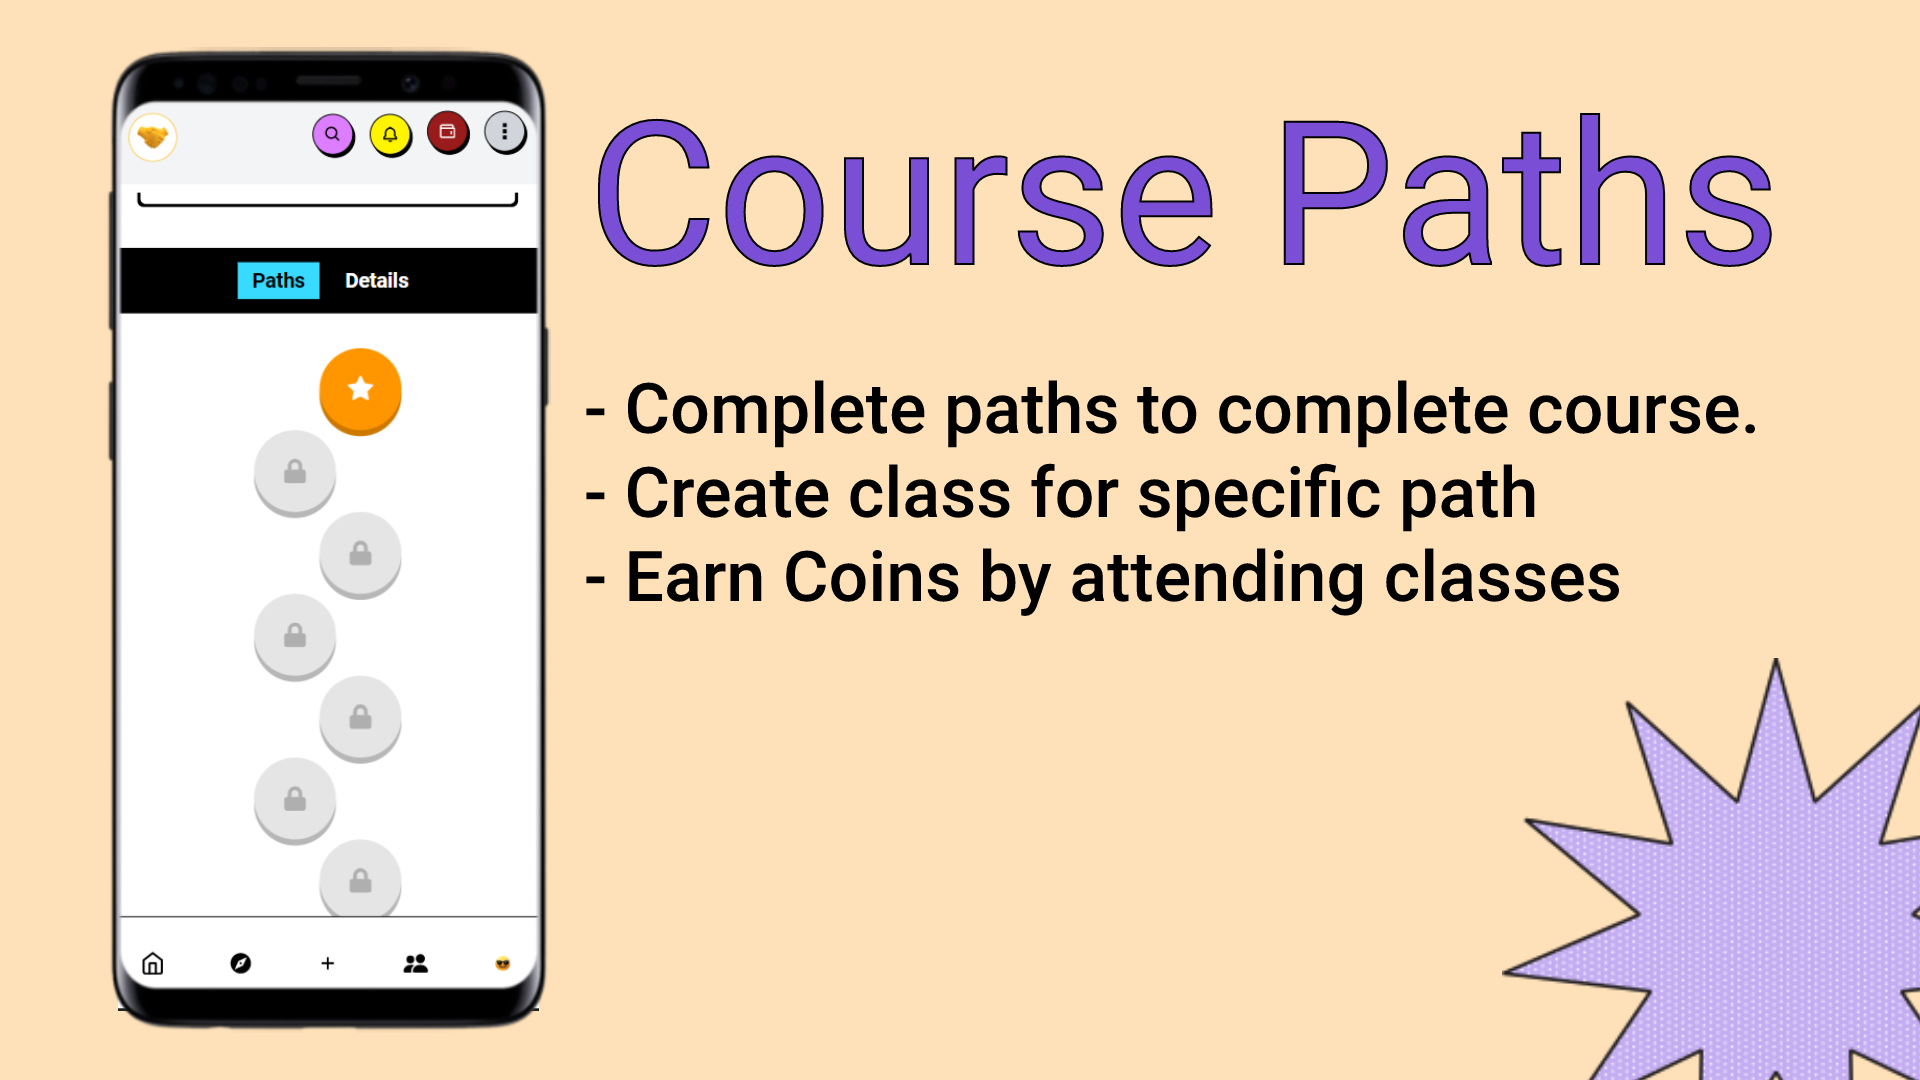 Course Paths
Paths Details
- Complete paths to complete course.
- Create class for specific path
- Earn Coins by attending classes